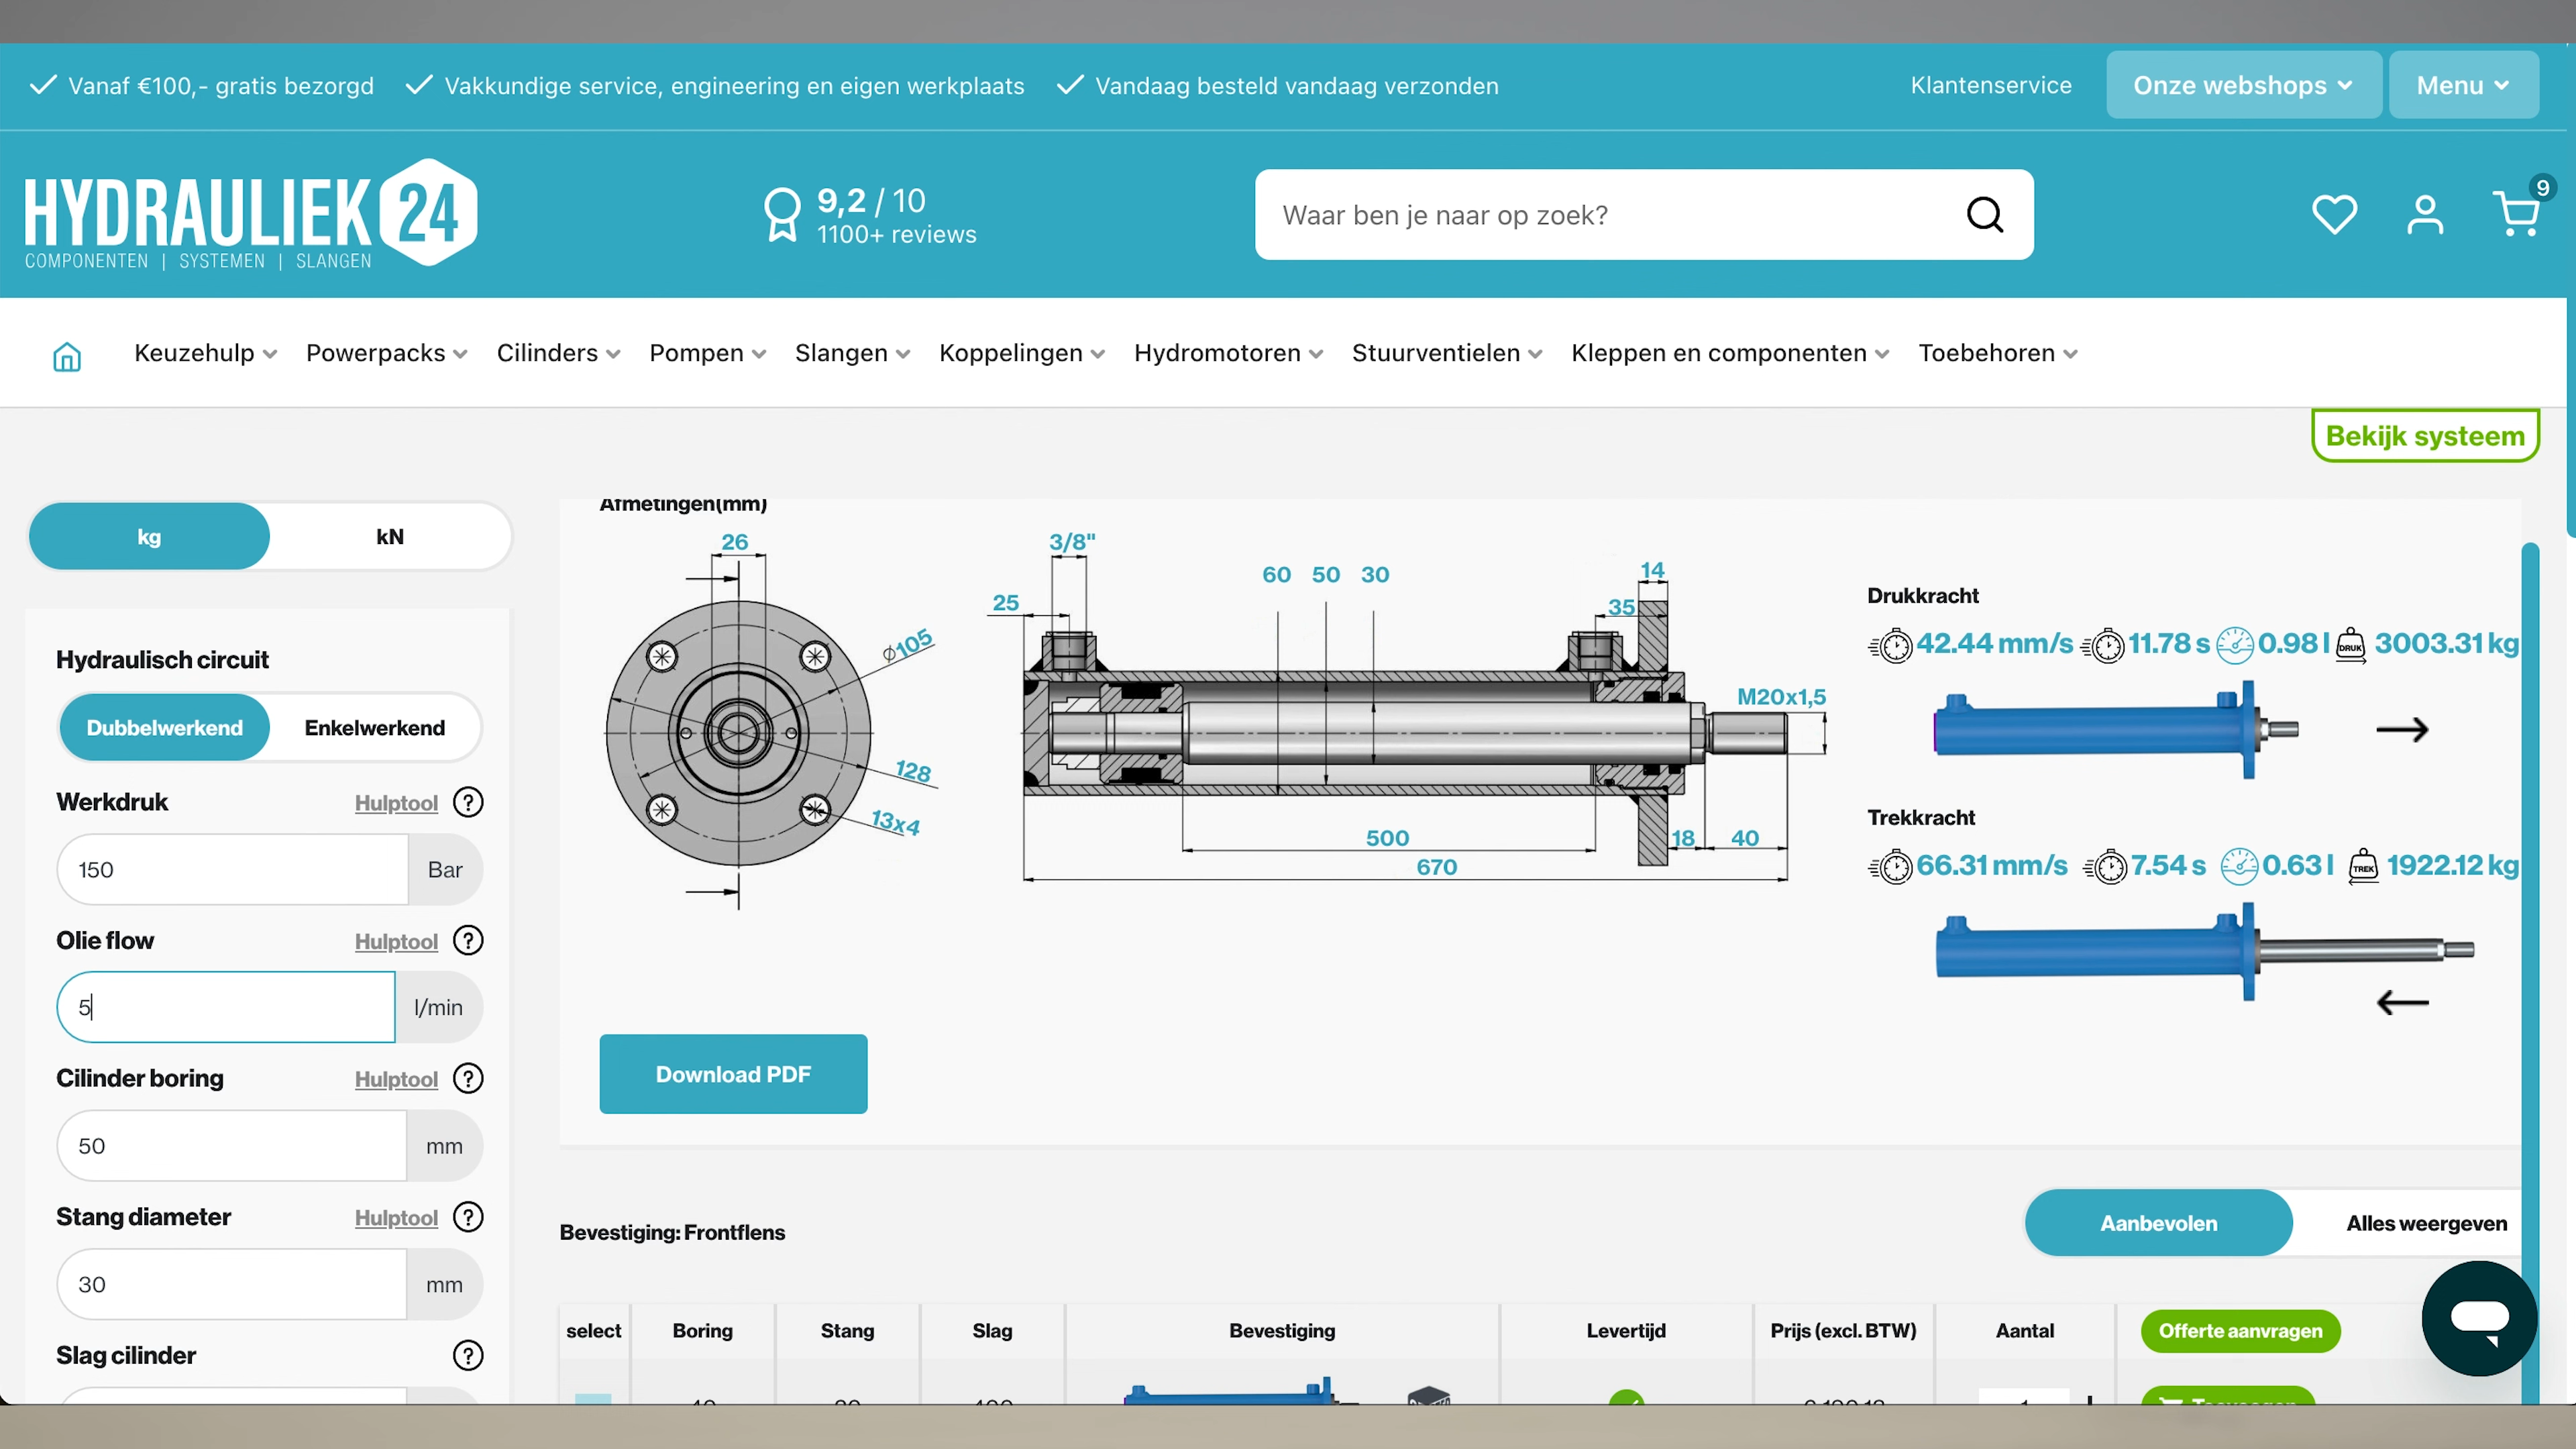 Vanaf €100,- gratis bezorgd
Vakkundige service, engineering en eigen werkplaats
Vandaag besteld vandaag verzonden
Klantenservice
Onze webshops
Menu
HYDRAULIEK 24
COMPONENTEN | SYSTEMEN | SLANGEN
9,2 / 10
1100+ reviews
Waar ben je naar op zoek?
9
Keuzehulp
Powerpacks
Cilinders
Pompen
Slangen
Koppelingen
Hydromotoren
Stuurventielen
Kleppen en componenten
Toebehoren
Bekijk systeem
kg
kN
Hydraulisch circuit
Dubbelwerkend
Enkelwerkend
Werkdruk
Hulptool
?
150
Bar
Olie flow
Hulptool
?
5
l/min
Cilinder boring
Hulptool
?
50
mm
Stang diameter
Hulptool
?
30
mm
Slag cilinder
?
Afmetingen(mm)
26
Ø105
128
13x4
3/8"
25
60
50
30
14
35
M20x1,5
500
18
40
670
Drukkracht
42.44 mm/s
11.78 s
0.98 l
DRUK
3003.31 kg
Trekkracht
66.31 mm/s
7.54 s
0.63 l
TREK
1922.12 kg
Download PDF
Bevestiging: Frontflens
Aanbevolen
Alles weergeven
select
Boring
Stang
Slag
Bevestiging
Levertijd
Prijs (excl. BTW)
Aantal
Offerte aanvragen